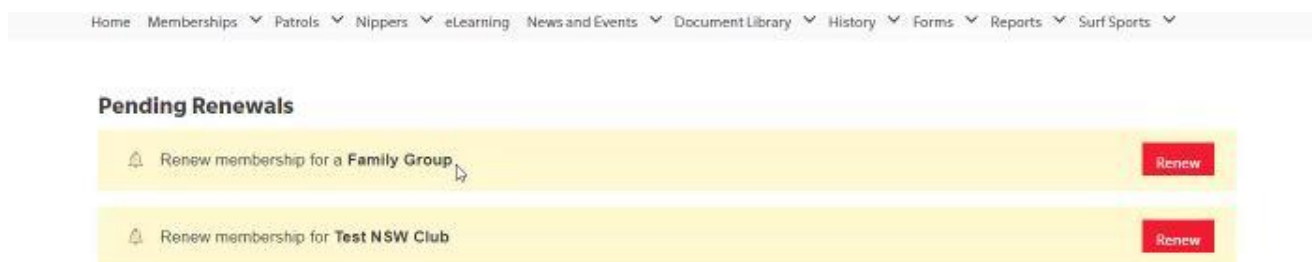 Home Memberships Patrols Nippers eLearning News and Events Document Library History Forms Reports Surf Sports
Pending Renewals
Renew membership for a Family Group Renew
Renew membership for Test NSW Club Renew